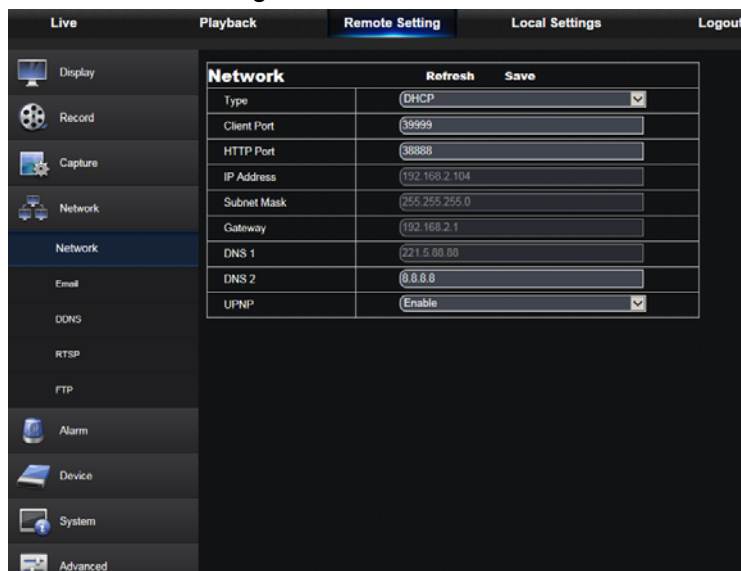 Live Playback Remote Setting Local Settings Logout
Display
Record
Capture
Network
Network
Email
DDNS
RTSP
FTP
Alarm
Device
System
Advanced
Network Refresh Save
Type DHCP
Client Port 39999
HTTP Port 38888
IP Address 192.168.2.104
Subnet Mask 255.255.255.0
Gateway 192.168.2.1
DNS 1 221.5.88.88
DNS 2 8.8.8.8
UPNP Enable